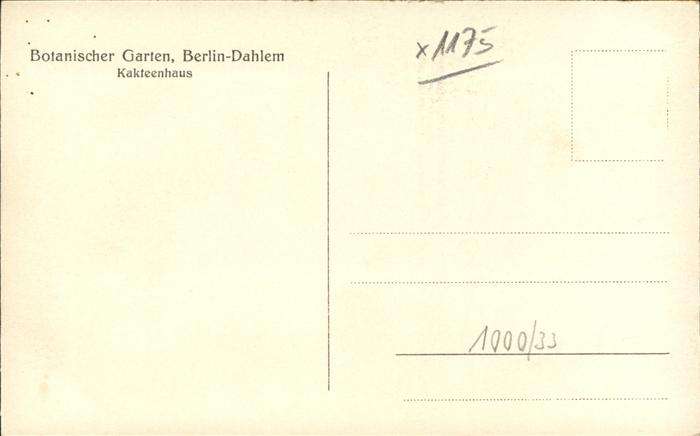 Botanischer Garten, Berlin-Dahlem
Kakteenhaus
x1175
1000/33